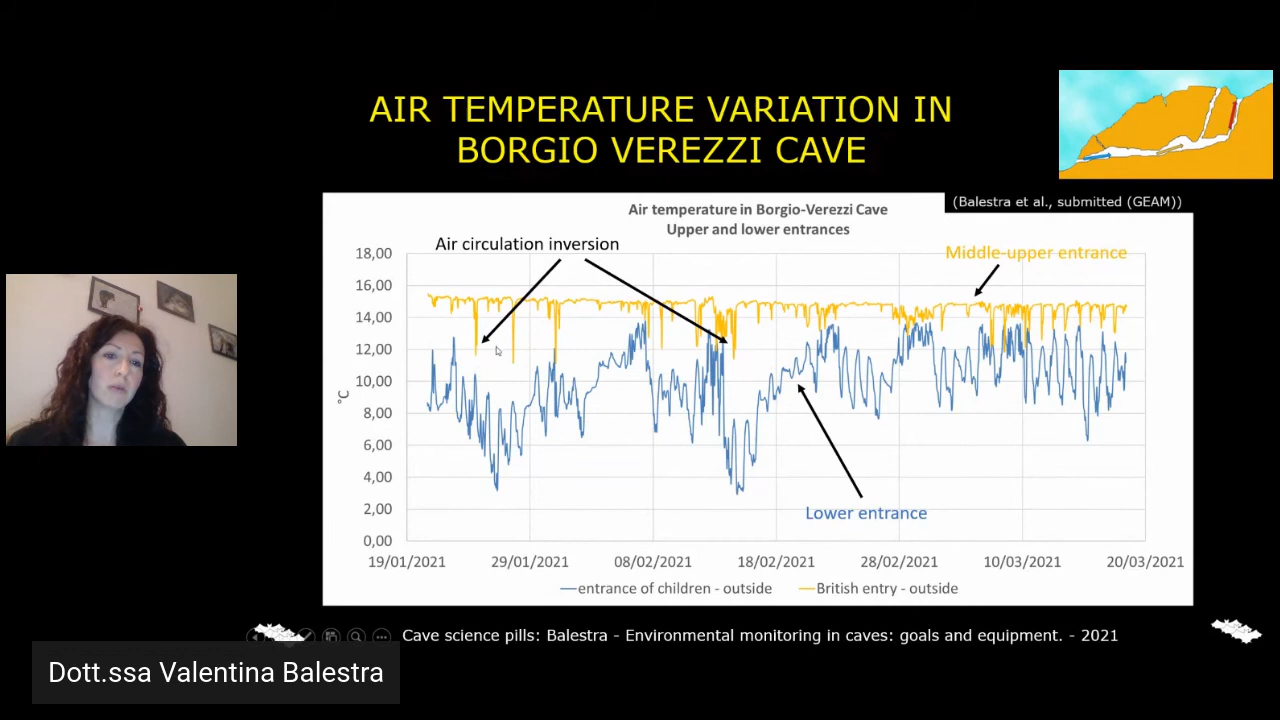 AIR TEMPERATURE VARIATION IN
BORGIO VEREZZI CAVE
(Balestra et al., submitted (GEAM))
Air temperature in Borgio-Verezzi Cave
Upper and lower entrances
Air circulation inversion
Middle-upper entrance
18,00
16,00
14,00
12,00
10,00
8,00
6,00
4,00
2,00
0,00
°C
Lower entrance
19/01/2021
29/01/2021
08/02/2021
18/02/2021
28/02/2021
10/03/2021
20/03/2021
entrance of children - outside
British entry - outside
Cave science pills: Balestra - Environmental monitoring in caves: goals and equipment. - 2021
Dott.ssa Valentina Balestra